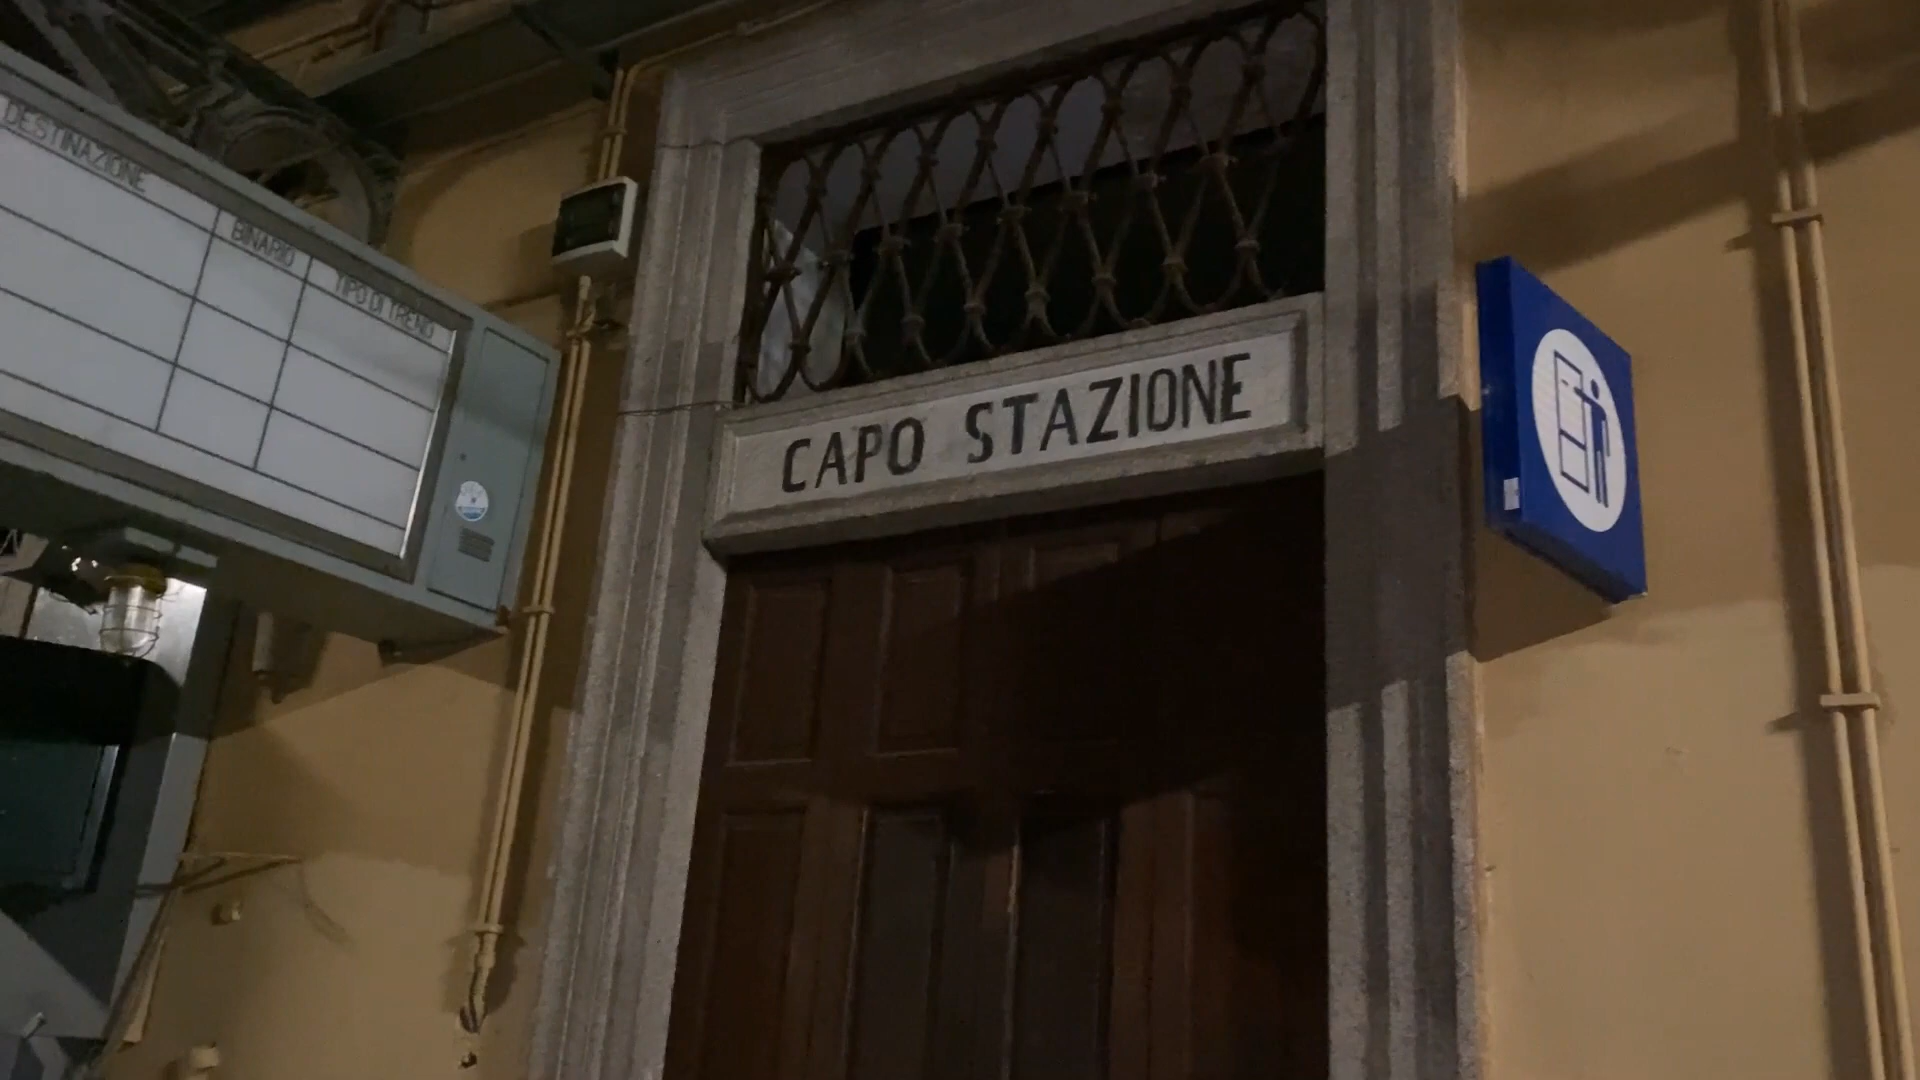 DESTINAZIONE
BINARIO
TIPO DI TRENO
CAPO STAZIONE